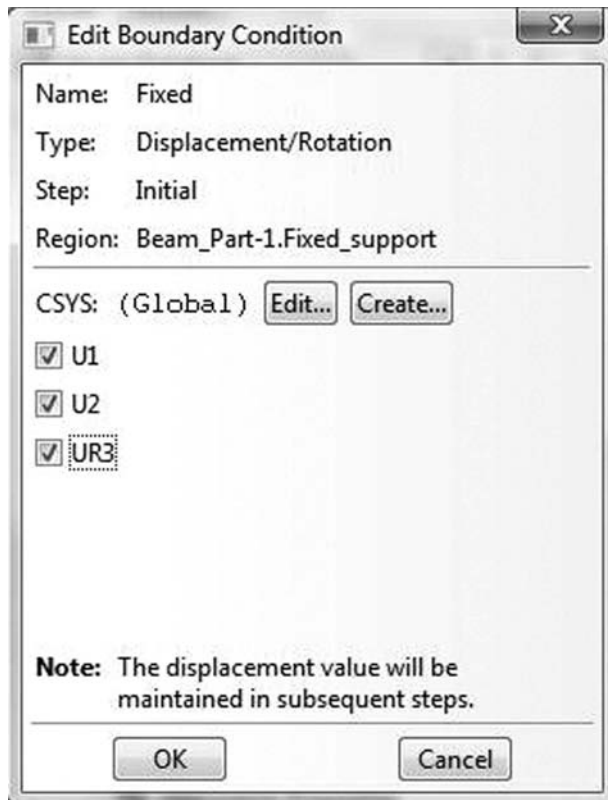 Edit Boundary Condition
Name: Fixed
Type: Displacement/Rotation
Step: Initial
Region: Beam_Part-1.Fixed_support
CSYS: (Global) Edit... Create...
U1
U2
UR3
Note: The displacement value will be
maintained in subsequent steps.
OK Cancel